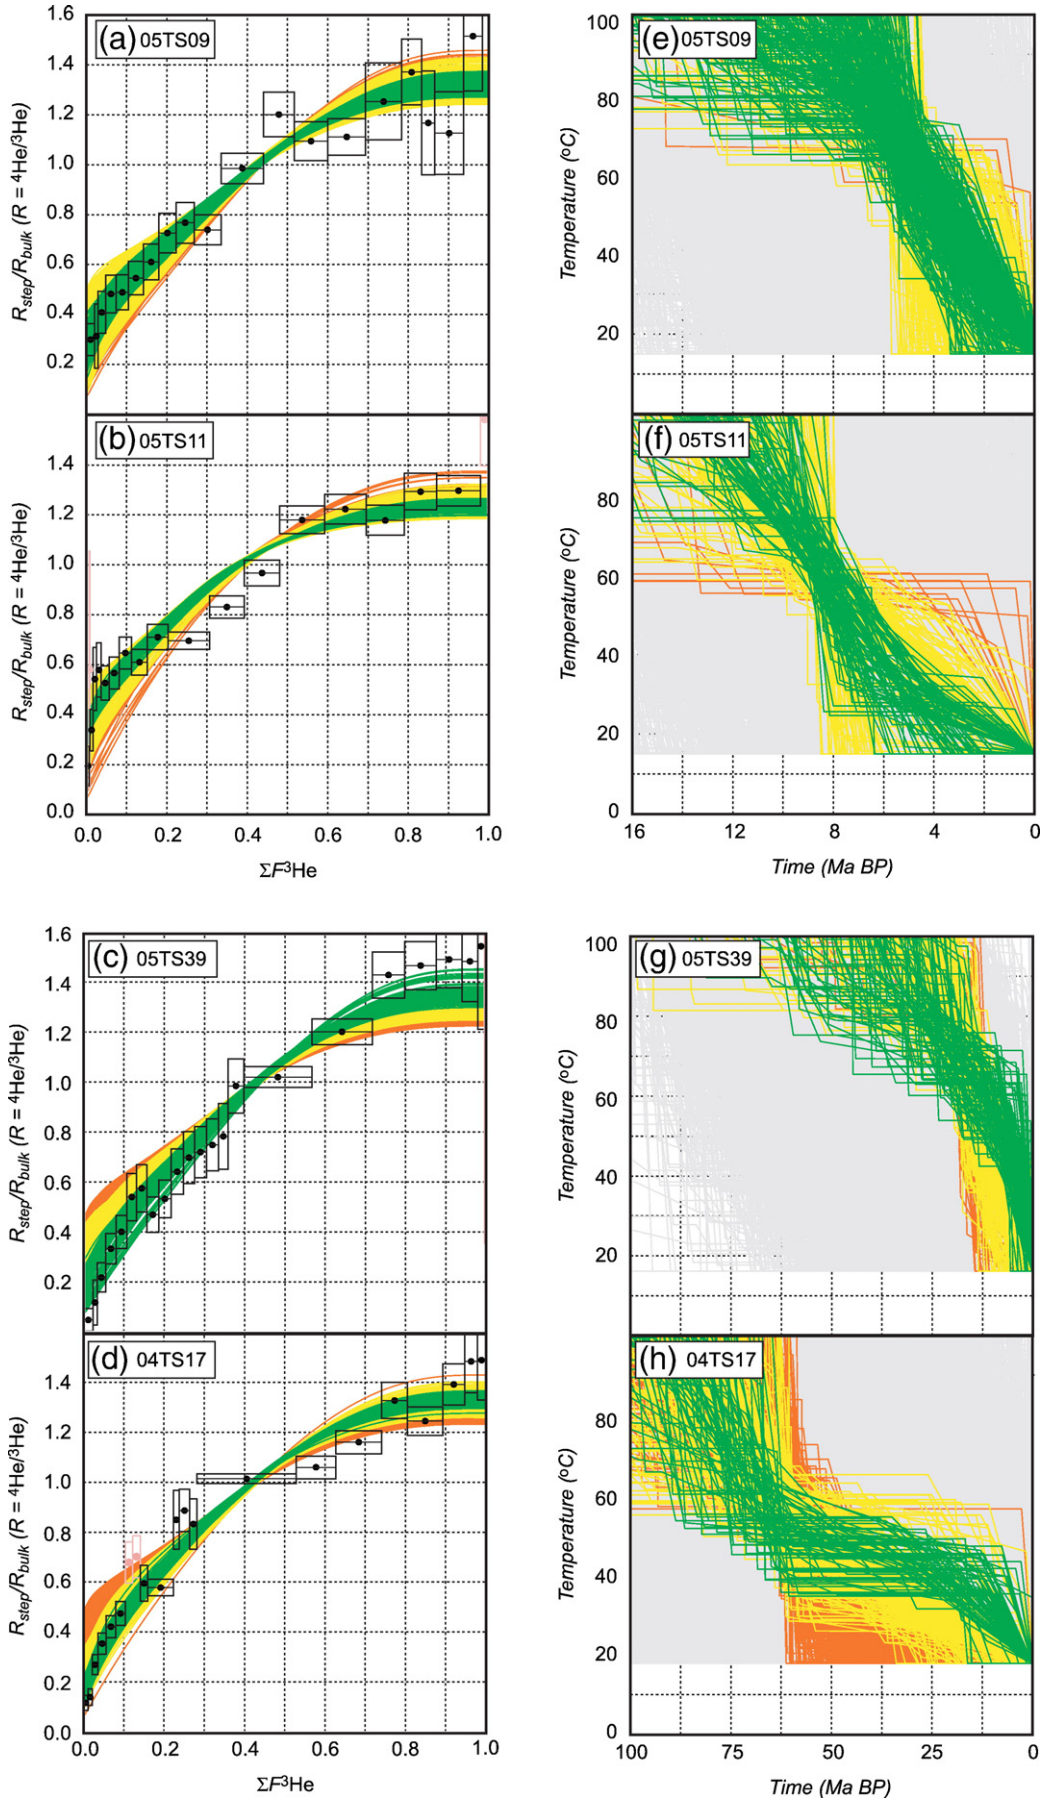 (a) 05TS09
1.6
1.4
1.2
1.0
0.8
0.6
0.4
0.2
Rstep/Rbulk (R = ⁴He/³He)
(e) 05TS09
100
80
60
40
20
Temperature (ºC)
(b) 05TS11
1.4
1.2
1.0
0.8
0.6
0.4
0.2
0.0
Rstep/Rbulk (R = ⁴He/³He)
0.0 0.2 0.4 0.6 0.8 1.0
ΣF³He
(f) 05TS11
80
60
40
20
0
Temperature (ºC)
16 12 8 4 0
Time (Ma BP)
(c) 05TS39
1.6
1.4
1.2
1.0
0.8
0.6
0.4
0.2
Rstep/Rbulk (R = ⁴He/³He)
(g) 05TS39
100
80
60
40
20
Temperature (ºC)
(d) 04TS17
1.4
1.2
1.0
0.8
0.6
0.4
0.2
0.0
Rstep/Rbulk (R = ⁴He/³He)
0.0 0.2 0.4 0.6 0.8 1.0
ΣF³He
(h) 04TS17
80
60
40
20
0
Temperature (ºC)
100 75 50 25 0
Time (Ma BP)